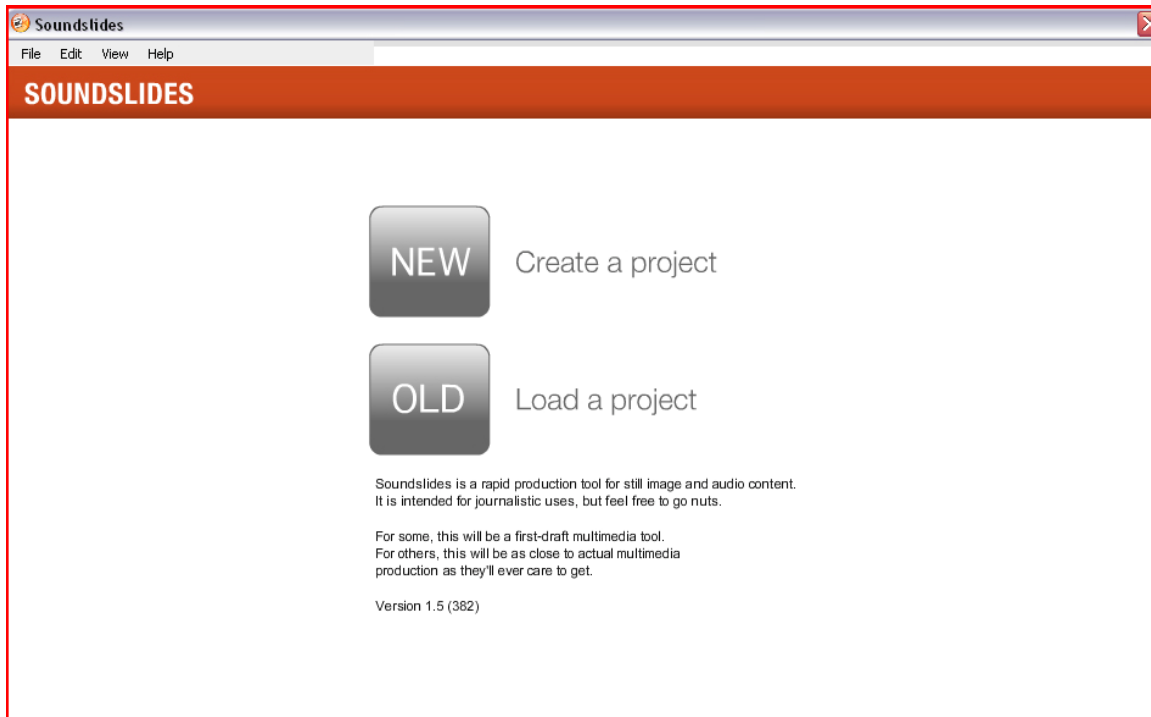 Soundslides
File Edit View Help
SOUNDSLIDES
NEW Create a project
OLD Load a project
Soundslides is a rapid production tool for still image and audio content.
It is intended for journalistic uses, but feel free to go nuts.
For some, this will be a first-draft multimedia tool.
For others, this will be as close to actual multimedia
production as they'll ever care to get.
Version 1.5 (382)